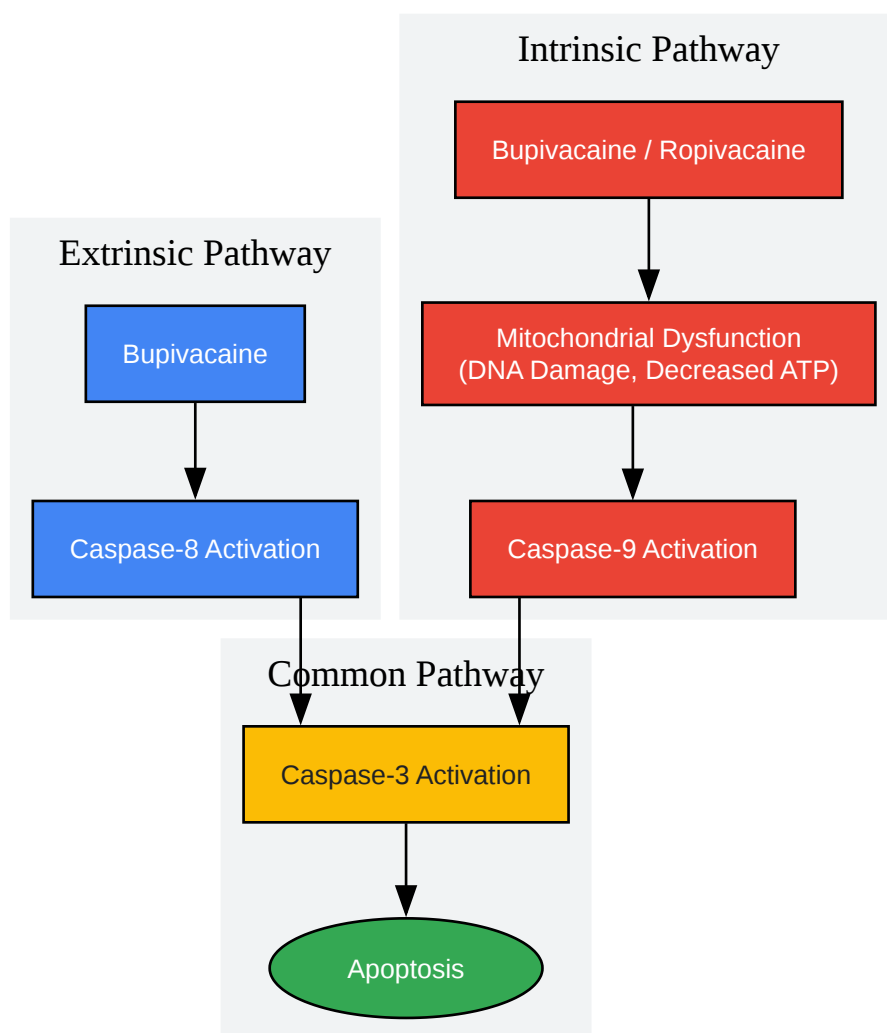 Intrinsic Pathway
Bupivacaine / Ropivacaine
Extrinsic Pathway
Bupivacaine
Mitochondrial Dysfunction
(DNA Damage, Decreased ATP)
Caspase-8 Activation
Caspase-9 Activation
Common Pathway
Caspase-3 Activation
Apoptosis